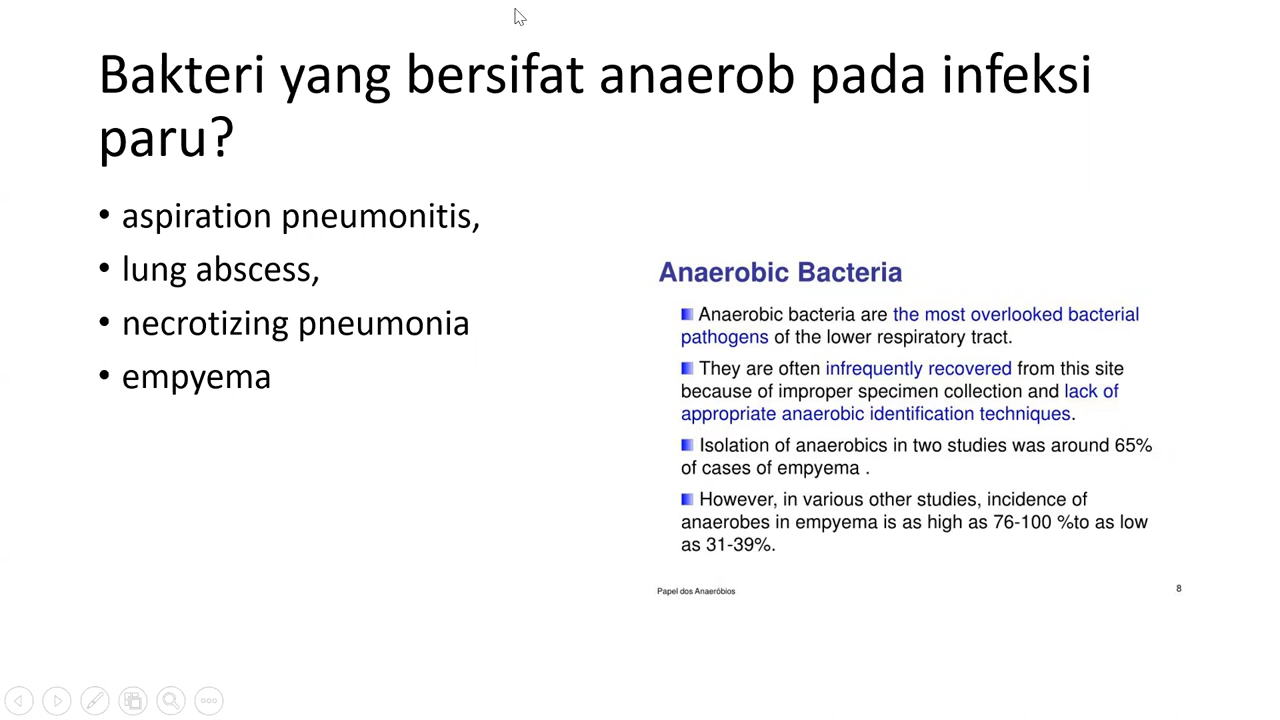 Bakteri yang bersifat anaerob pada infeksi
paru?
• aspiration pneumonitis,
• lung abscess,
• necrotizing pneumonia
• empyema
Anaerobic Bacteria
Anaerobic bacteria are the most overlooked bacterial
pathogens of the lower respiratory tract.
They are often infrequently recovered from this site
because of improper specimen collection and lack of
appropriate anaerobic identification techniques.
Isolation of anaerobics in two studies was around 65%
of cases of empyema .
However, in various other studies, incidence of
anaerobes in empyema is as high as 76-100 %to as low
as 31-39%.
Papel dos Anaeróbios
8